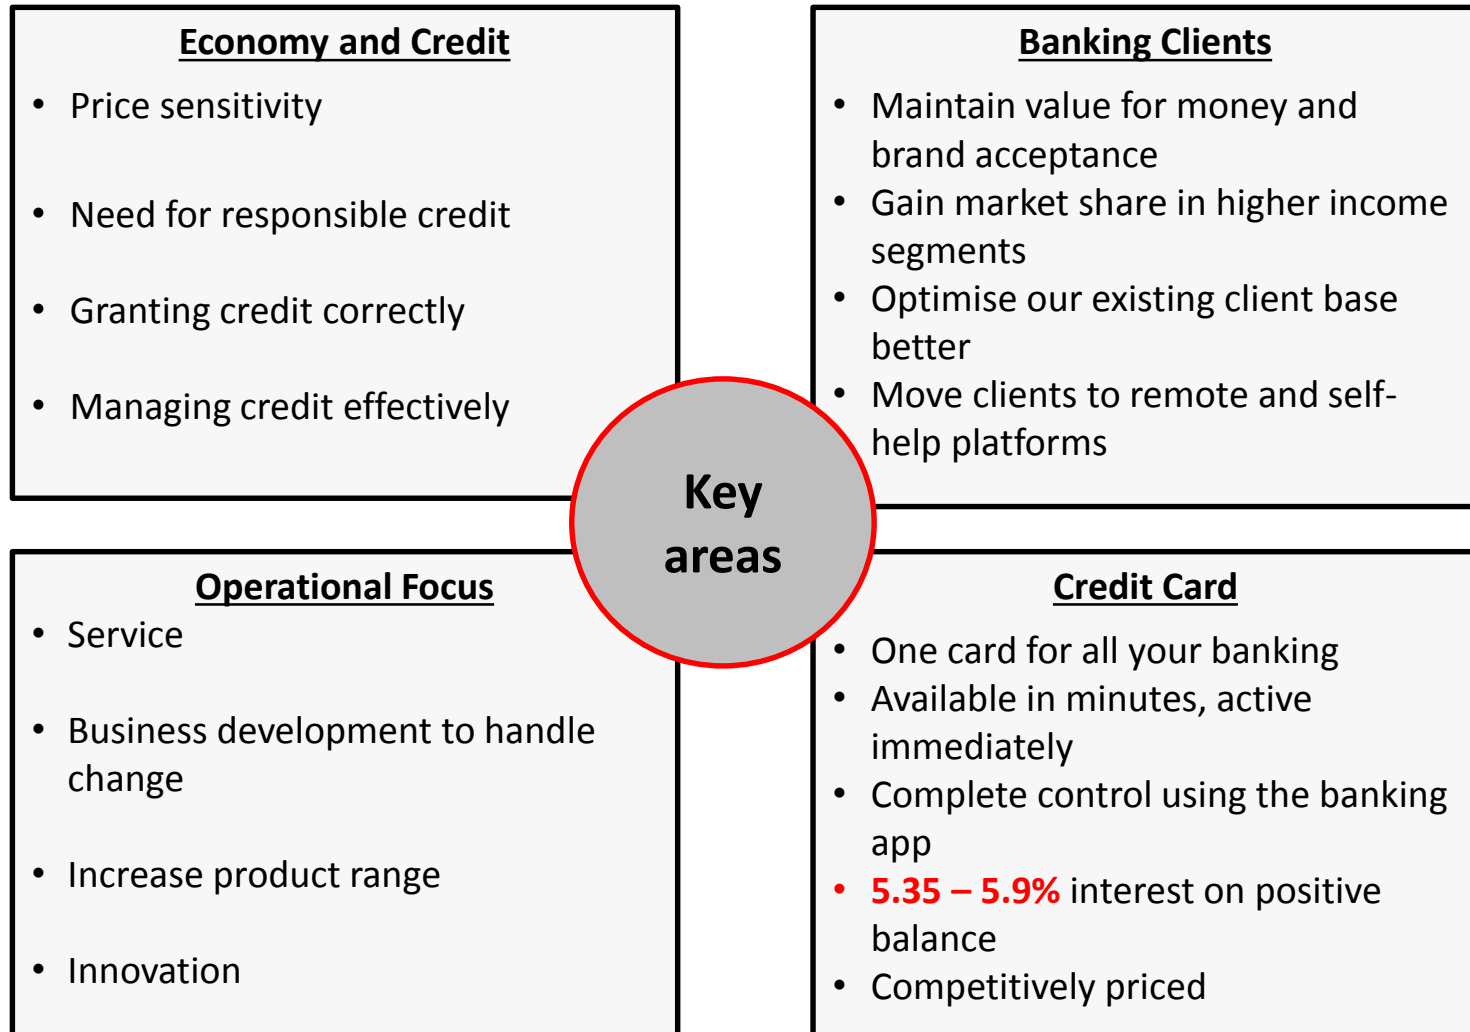 Economy and Credit
• Price sensitivity
• Need for responsible credit
• Granting credit correctly
• Managing credit effectively
Banking Clients
• Maintain value for money and
brand acceptance
• Gain market share in higher income
segments
• Optimise our existing client base
better
• Move clients to remote and self-
help platforms
Key
areas
Operational Focus
• Service
• Business development to handle
change
• Increase product range
• Innovation
Credit Card
• One card for all your banking
• Available in minutes, active
immediately
• Complete control using the banking
app
• 5.35 – 5.9% interest on positive
balance
• Competitively priced